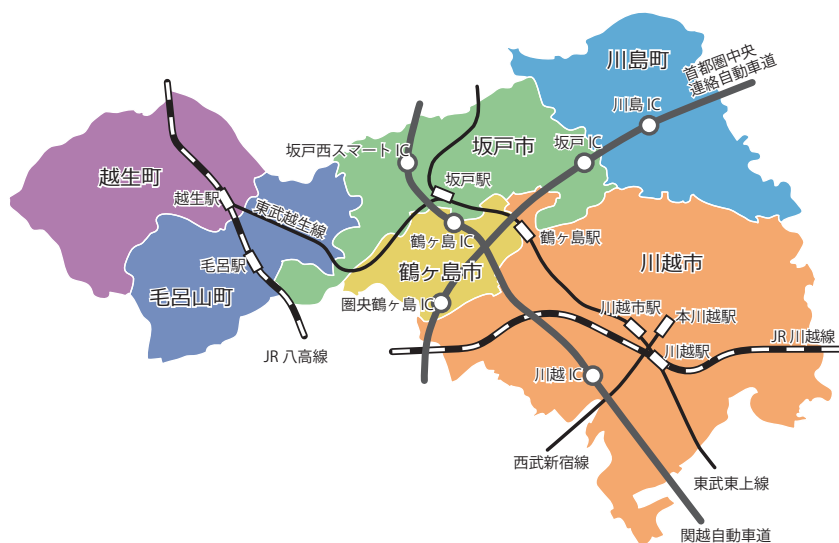 川島町
首都圏中央
連絡自動車道
川島 IC
坂戸市
坂戸 IC
坂戸西スマート IC
越生町
坂戸駅
越生駅
東武越生線
鶴ヶ島 IC
鶴ヶ島駅
毛呂駅
鶴ヶ島市
川越市
毛呂山町
圏央鶴ヶ島 IC
川越市駅
本川越駅
JR 川越線
JR 八高線
川越駅
川越 IC
西武新宿線
東武東上線
関越自動車道